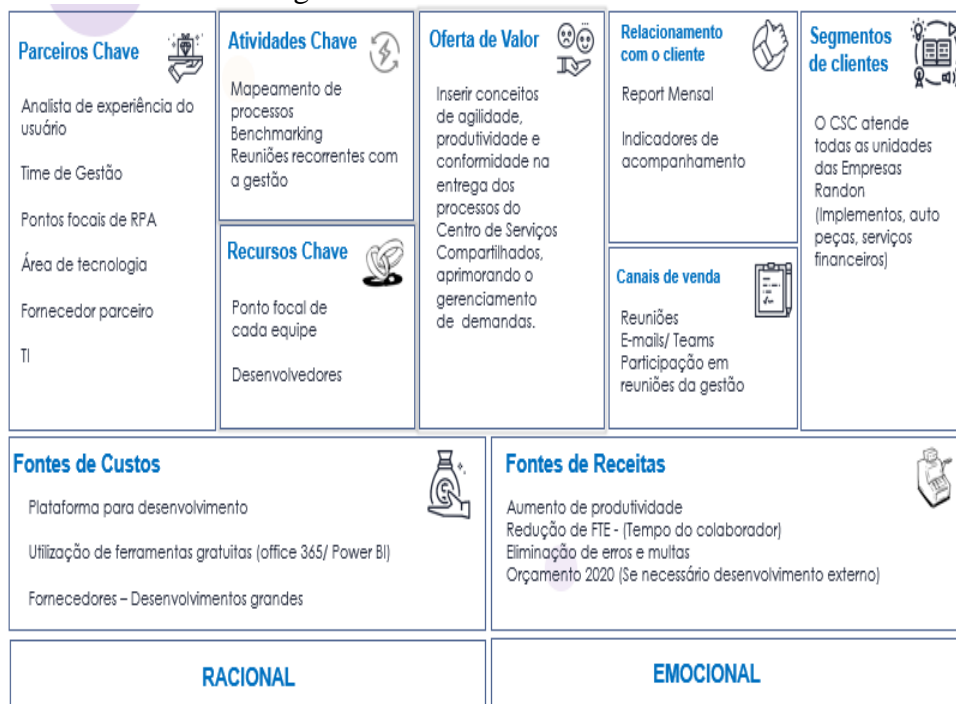 Parceiros Chave
Analista de experiência do
usuário
Time de Gestão
Pontos focais de RPA
Área de tecnologia
Fornecedor parceiro
TI
Atividades Chave
Mapeamento de
processos
Benchmarking
Reuniões recorrentes com
a gestão
Recursos Chave
Ponto focal de
cada equipe
Desenvolvedores
Oferta de Valor
Inserir conceitos
de agilidade,
produtividade e
conformidade na
entrega dos
processos do
Centro de Serviços
Compartilhados,
aprimorando o
gerenciamento
de demandas.
Relacionamento
com o cliente
Report Mensal
Indicadores de
acompanhamento
Canais de venda
Reuniões
E-mails/ Teams
Participação em
reuniões da gestão
Segmentos
de clientes
O CSC atende
todas as unidades
das Empresas
Randon
(Implementos, auto
peças, serviços
financeiros)
Fontes de Custos
Plataforma para desenvolvimento
Utilização de ferramentas gratuitas (office 365/ Power BI)
Fornecedores – Desenvolvimentos grandes
Fontes de Receitas
Aumento de produtividade
Redução de FTE - (Tempo do colaborador)
Eliminação de erros e multas
Orçamento 2020 (Se necessário desenvolvimento externo)
RACIONAL
EMOCIONAL